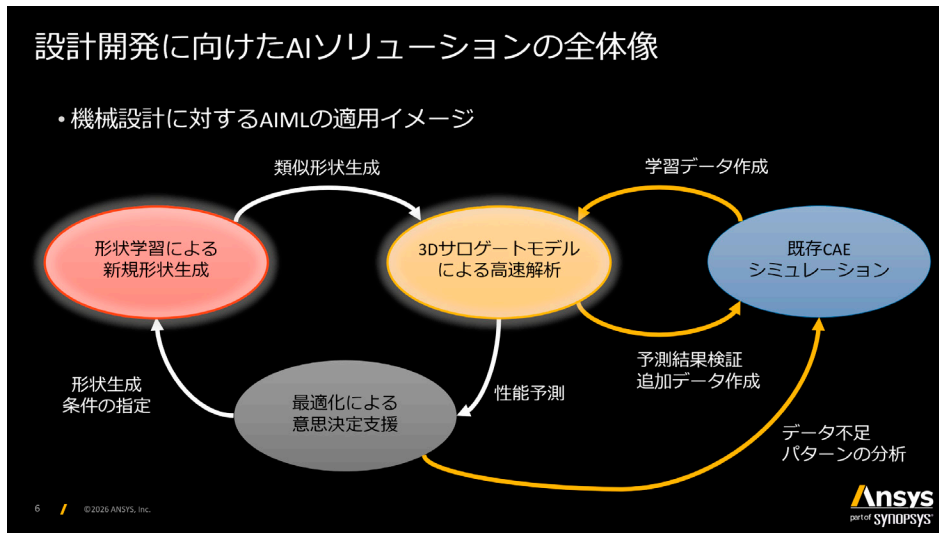 設計開発に向けたAIソリューションの全体像
• 機械設計に対するAIMLの適用イメージ
類似形状生成
学習データ作成
形状学習による
新規形状生成
3Dサロゲートモデル
による高速解析
既存CAE
シミュレーション
形状生成
条件の指定
最適化による
意思決定支援
性能予測
予測結果検証
追加データ作成
データ不足
パターンの分析
6
©2026 ANSYS, Inc.
Ansys
part of SYNOPSYS®